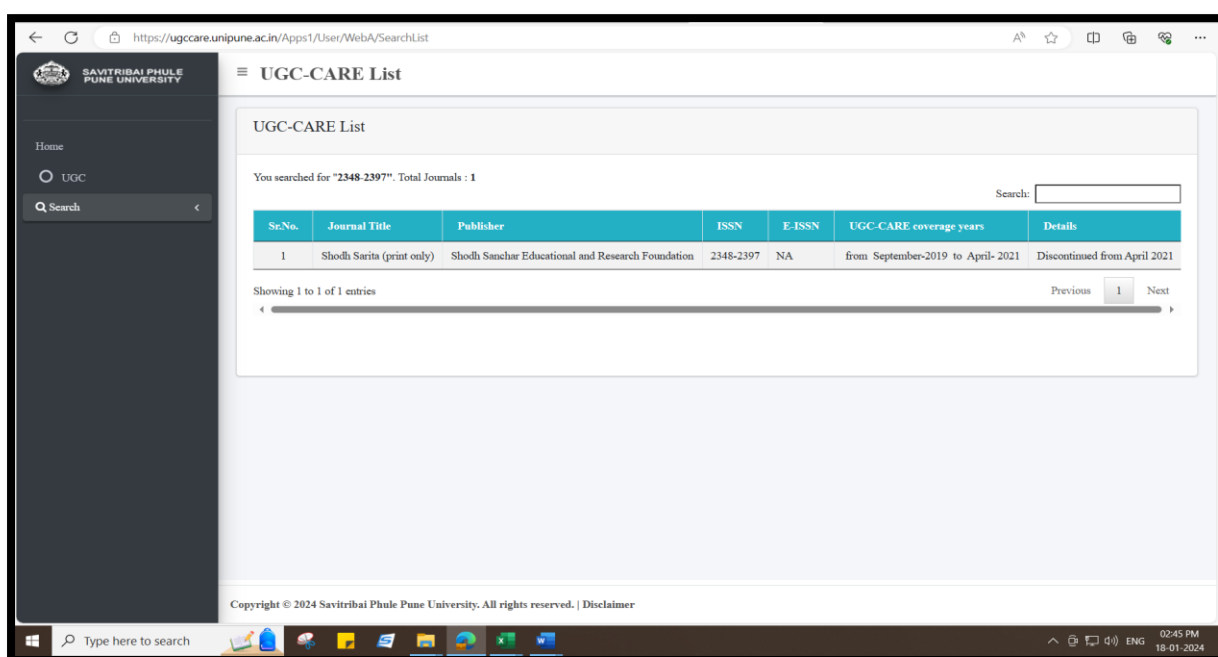 https://ugccare.unipune.ac.in/Apps1/User/WebA/SearchList
SAVITRIBAI PHULE
PUNE UNIVERSITY
UGC-CARE List
Home
UGC
Search
UGC-CARE List
You searched for "2348-2397". Total Journals : 1
Search:
Sr.No. Journal Title Publisher ISSN E-ISSN UGC-CARE coverage years Details
1 Shodh Sarita (print only) Shodh Sanchar Educational and Research Foundation 2348-2397 NA from September-2019 to April- 2021 Discontinued from April 2021
Showing 1 to 1 of 1 entries
Previous 1 Next
Copyright © 2024 Savitribai Phule Pune University. All rights reserved. | Disclaimer
Type here to search
ENG
02:45 PM
18-01-2024